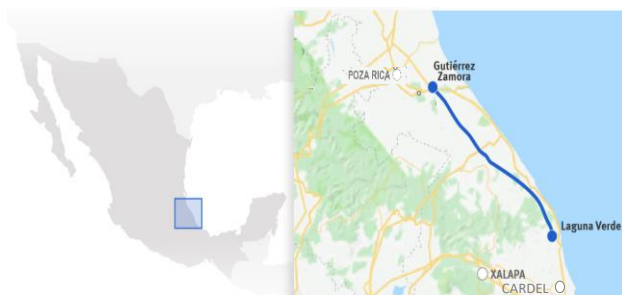 Gutiérrez
Zamora
POZA RICA
Laguna Verde
XALAPA
CARDEL